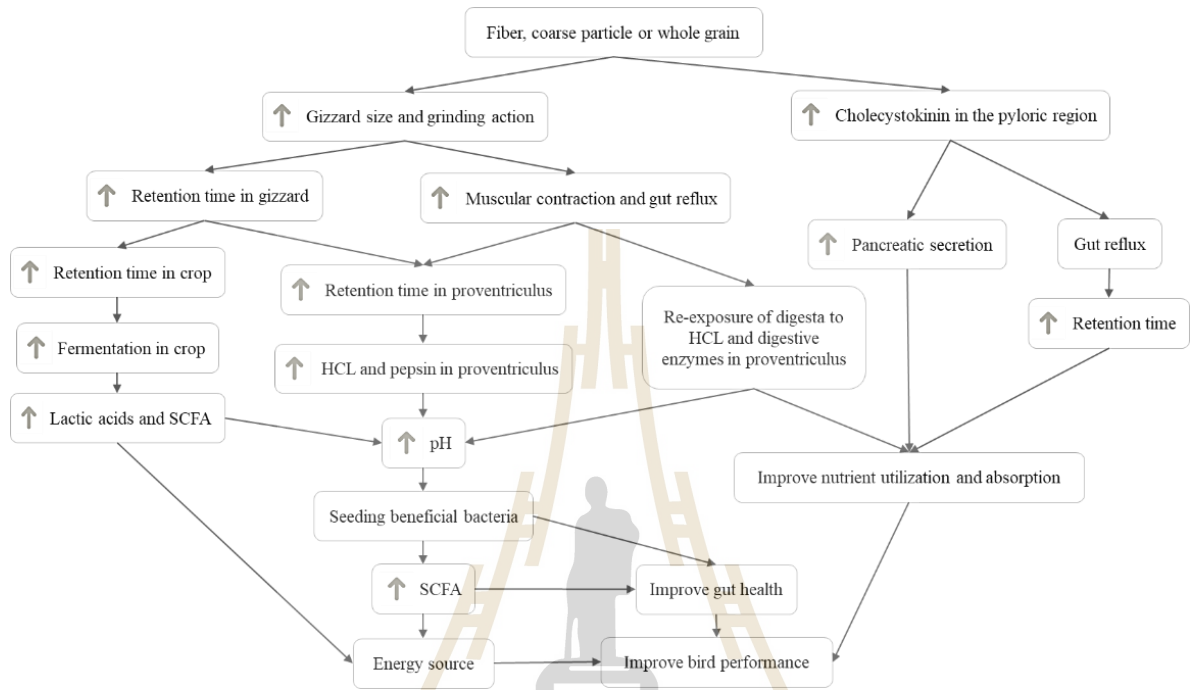 Fiber, coarse particle or whole grain
↑ Gizzard size and grinding action
↑ Cholecystokinin in the pyloric region
↑ Retention time in gizzard
↑ Muscular contraction and gut reflux
↑ Pancreatic secretion
Gut reflux
↑ Retention time in crop
↑ Retention time in proventriculus
Re-exposure of digesta to
HCL and digestive
enzymes in proventriculus
↑ Retention time
↑ Fermentation in crop
↑ HCL and pepsin in proventriculus
↑ Lactic acids and SCFA
↑ pH
Improve nutrient utilization and absorption
Seeding beneficial bacteria
↑ SCFA
Improve gut health
Energy source
Improve bird performance